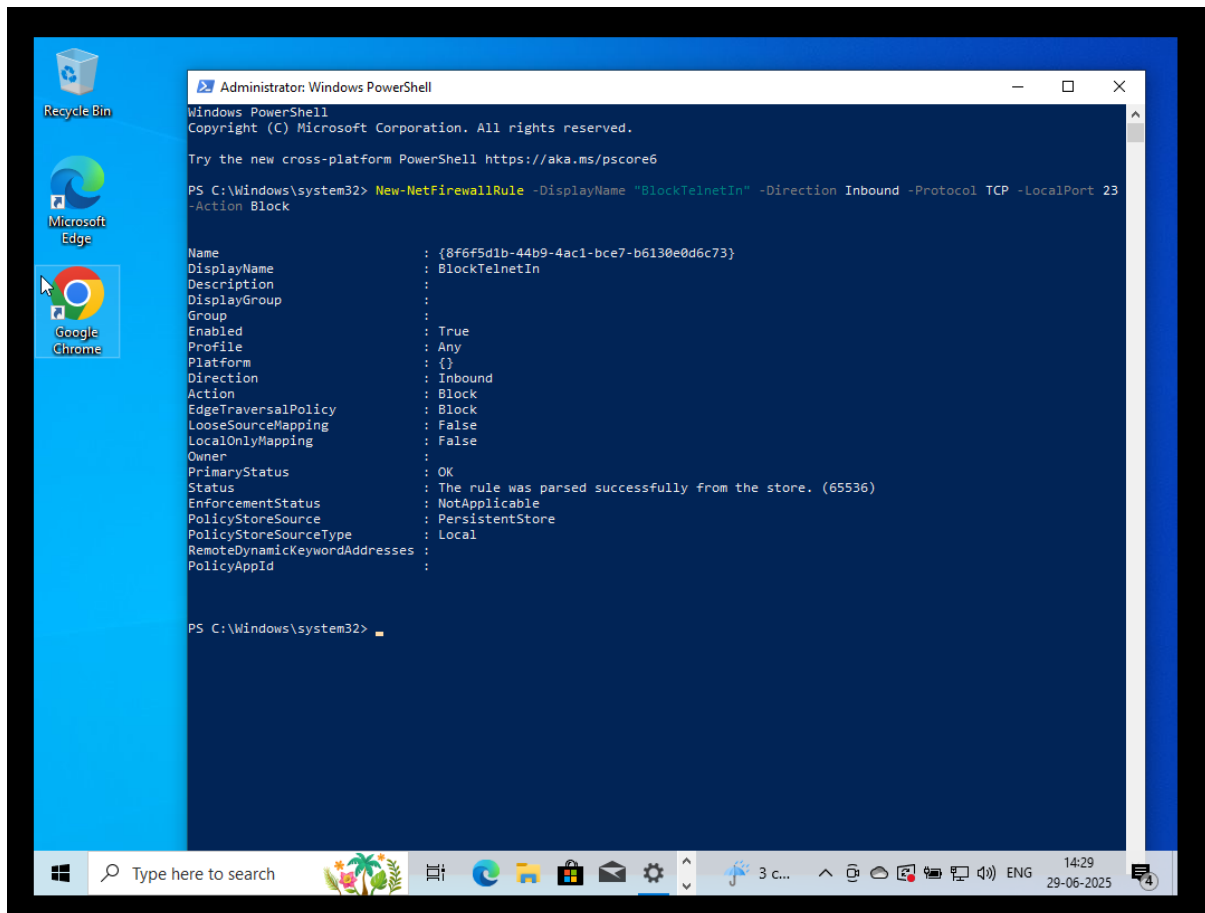 Recycle Bin
Microsoft
Edge
Google
Chrome
Administrator: Windows PowerShell
Windows PowerShell
Copyright (C) Microsoft Corporation. All rights reserved.
Try the new cross-platform PowerShell https://aka.ms/pscore6
PS C:\Windows\system32> New-NetFirewallRule -DisplayName "BlockTelnetIn" -Direction Inbound -Protocol TCP -LocalPort 23
-Action Block
Name : {8f6f5d1b-44b9-4ac1-bce7-b6130e0d6c73}
DisplayName : BlockTelnetIn
Description :
DisplayGroup :
Group :
Enabled : True
Profile : Any
Platform : {}
Direction : Inbound
Action : Block
EdgeTraversalPolicy : Block
LooseSourceMapping : False
LocalOnlyMapping : False
Owner :
PrimaryStatus : OK
Status : The rule was parsed successfully from the store. (65536)
EnforcementStatus : NotApplicable
PolicyStoreSource : PersistentStore
PolicyStoreSourceType : Local
RemoteDynamicKeywordAddresses :
PolicyAppId :
PS C:\Windows\system32>
Type here to search
3 c...
ENG
14:29
29-06-2025
4